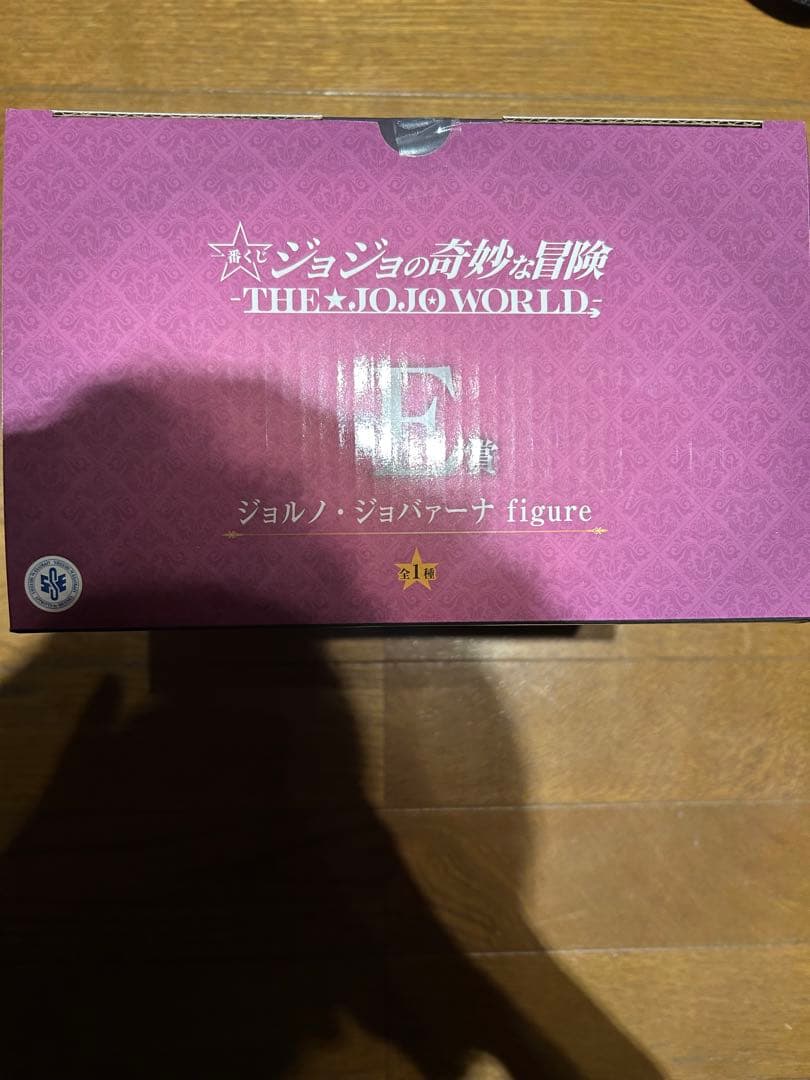 一番くじ ジョジョの奇妙な冒険
-THE★JOJO WORLD-
E賞
ジョルノ・ジョバァーナ figure
全1種